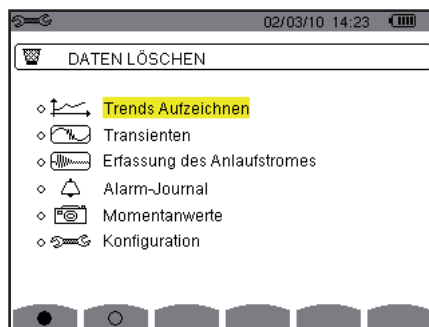 02/03/10 14:23
DATEN LÖSCHEN
Trends Aufzeichnen
Transienten
Erfassung des Anlaufstromes
Alarm-Journal
Momentanwerte
Konfiguration